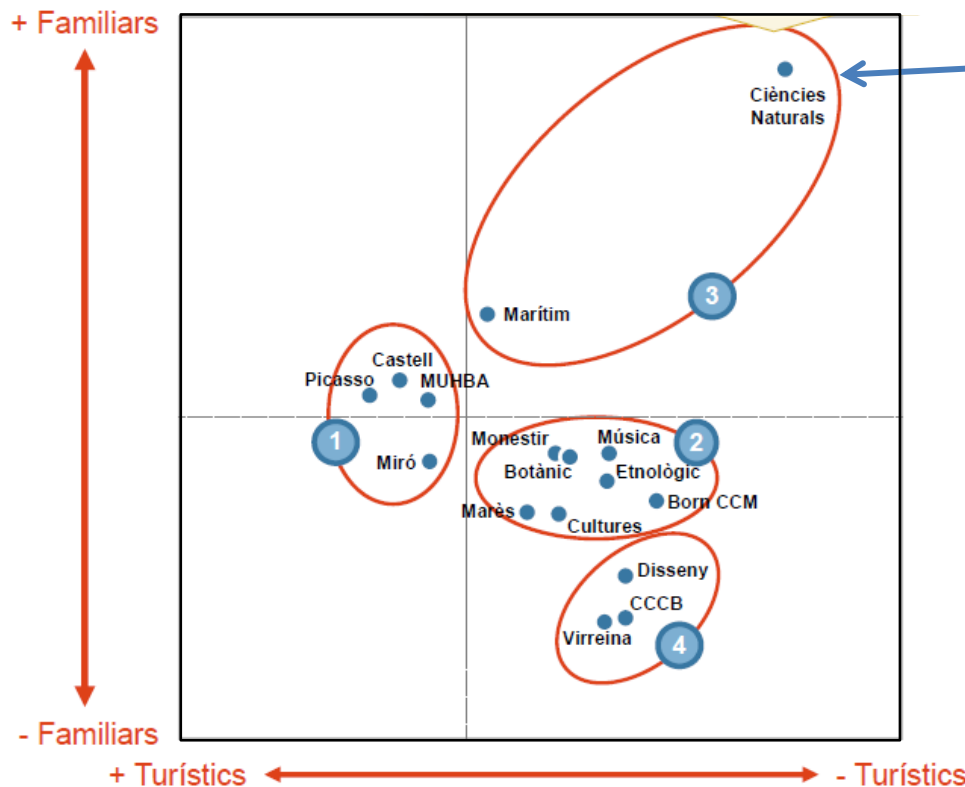 + Familiars
Ciències
Naturals
3
Marítim
Castell
Picasso
MUHBA
1
Miró
Monestir
Música
2
Botànic
Etnològic
Born CCM
Marès
Cultures
Disseny
CCCB
Virreina
4
- Familiars
+ Turístics
- Turístics